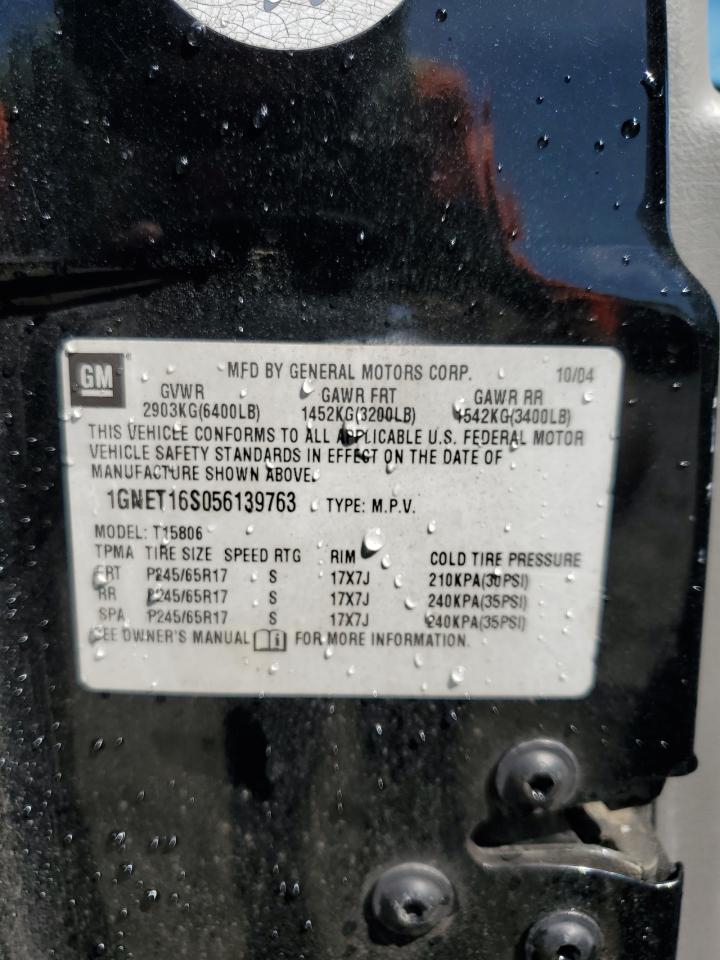 GM MFD BY GENERAL MOTORS CORP. 10/04
GVWR GAWR FRT GAWR RR
2903KG(6400LB) 1452KG(3200LB) 1542KG(3400LB)
THIS VEHICLE CONFORMS TO ALL APPLICABLE U.S. FEDERAL MOTOR
VEHICLE SAFETY STANDARDS IN EFFECT ON THE DATE OF
MANUFACTURE SHOWN ABOVE.
1GNET16S056139763 TYPE: M.P.V.
MODEL: T15806
TPMA TIRE SIZE SPEED RTG RIM COLD TIRE PRESSURE
FRT P245/65R17 S 17X7J 210KPA(30PSI)
RR P245/65R17 S 17X7J 240KPA(35PSI)
SPA P245/65R17 S 17X7J 240KPA(35PSI)
SEE OWNER'S MANUAL i FOR MORE INFORMATION.